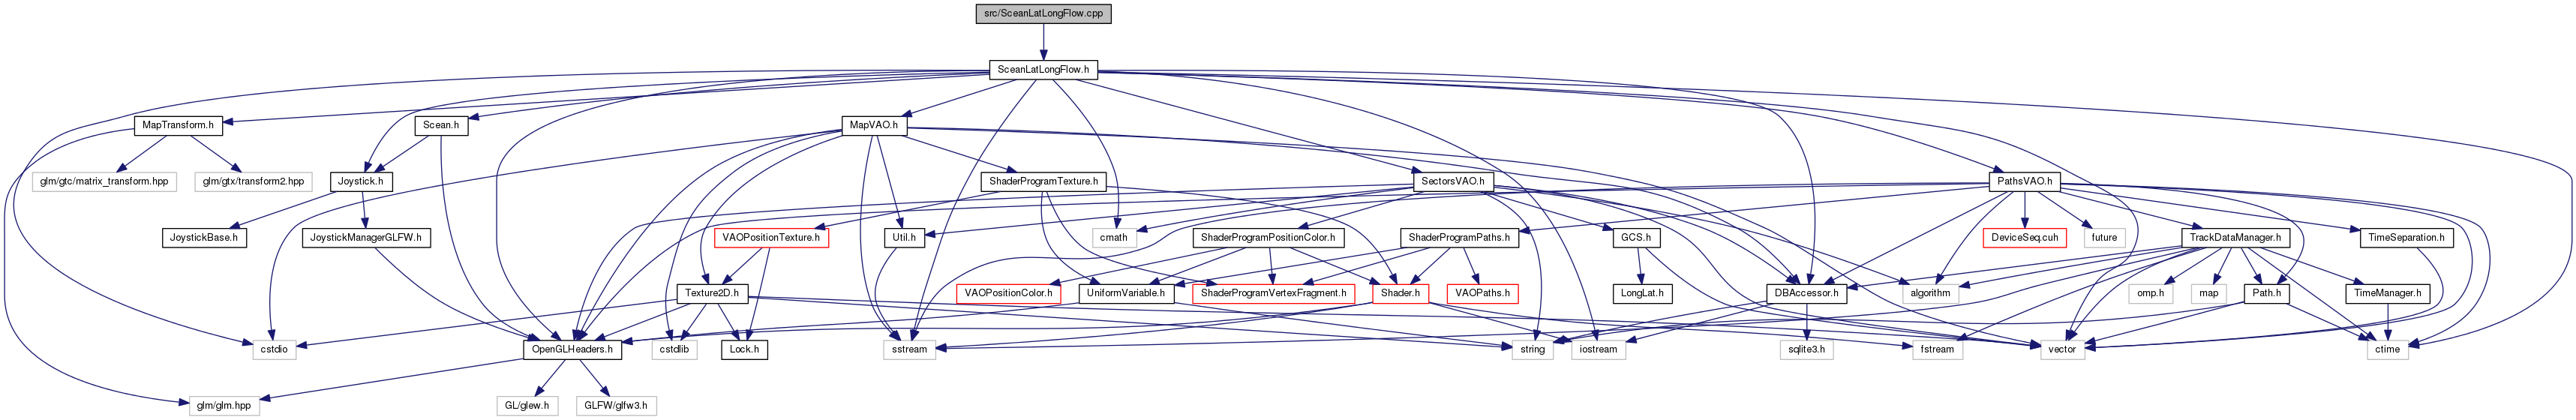 src/SceanLatLongFlow.cpp
SceanLatLongFlow.h
MapTransform.h
Scean.h
MapVAO.h
glm/gtc/matrix_transform.hpp
glm/gtx/transform2.hpp
Joystick.h
ShaderProgramTexture.h
SectorsVAO.h
PathsVAO.h
JoystickBase.h
JoystickManagerGLFW.h
VAOPositionTexture.h
Util.h
cmath
ShaderProgramPositionColor.h
ShaderProgramPaths.h
GCS.h
DeviceSeq.cuh
future
TrackDataManager.h
TimeSeparation.h
Texture2D.h
VAOPositionColor.h
UniformVariable.h
ShaderProgramVertexFragment.h
Shader.h
VAOPaths.h
LongLat.h
DBAccessor.h
algorithm
omp.h
map
Path.h
TimeManager.h
cstdio
OpenGLHeaders.h
cstdlib
Lock.h
sstream
string
iostream
sqlite3.h
fstream
vector
ctime
glm/glm.hpp
GL/glew.h
GLFW/glfw3.h